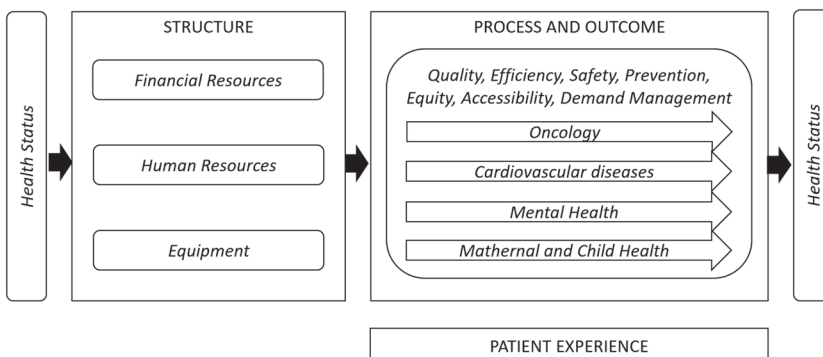 Health Status
STRUCTURE
Financial Resources
Human Resources
Equipment
PROCESS AND OUTCOME
Quality, Efficiency, Safety, Prevention,
Equity, Accessibility, Demand Management
Oncology
Cardiovascular diseases
Mental Health
Mathernal and Child Health
Health Status
PATIENT EXPERIENCE